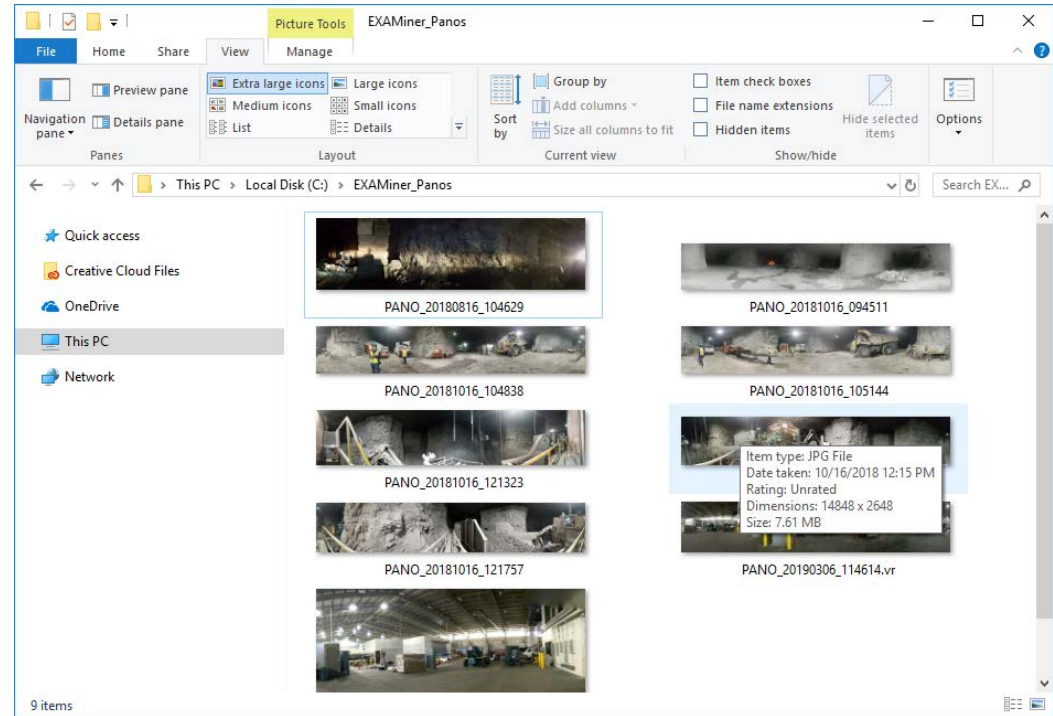 Picture Tools EXAMiner_Panos
File Home Share View Manage
Navigation pane
Preview pane
Details pane
Panes
Extra large icons Large icons
Medium icons Small icons
List Details
Layout
Sort by
Group by
Add columns
Size all columns to fit
Current view
Item check boxes
File name extensions
Hidden items
Hide selected items
Show/hide
Options
This PC > Local Disk (C:) > EXAMiner_Panos
Search EX...
Quick access
Creative Cloud Files
OneDrive
This PC
Network
PANO_20180816_104629
PANO_20181016_094511
PANO_20181016_104838
PANO_20181016_105144
PANO_20181016_121323
Item type: JPG File
Date taken: 10/16/2018 12:15 PM
Rating: Unrated
Dimensions: 14848 x 2648
Size: 7.61 MB
PANO_20181016_121757
PANO_20190306_114614.vr
9 items